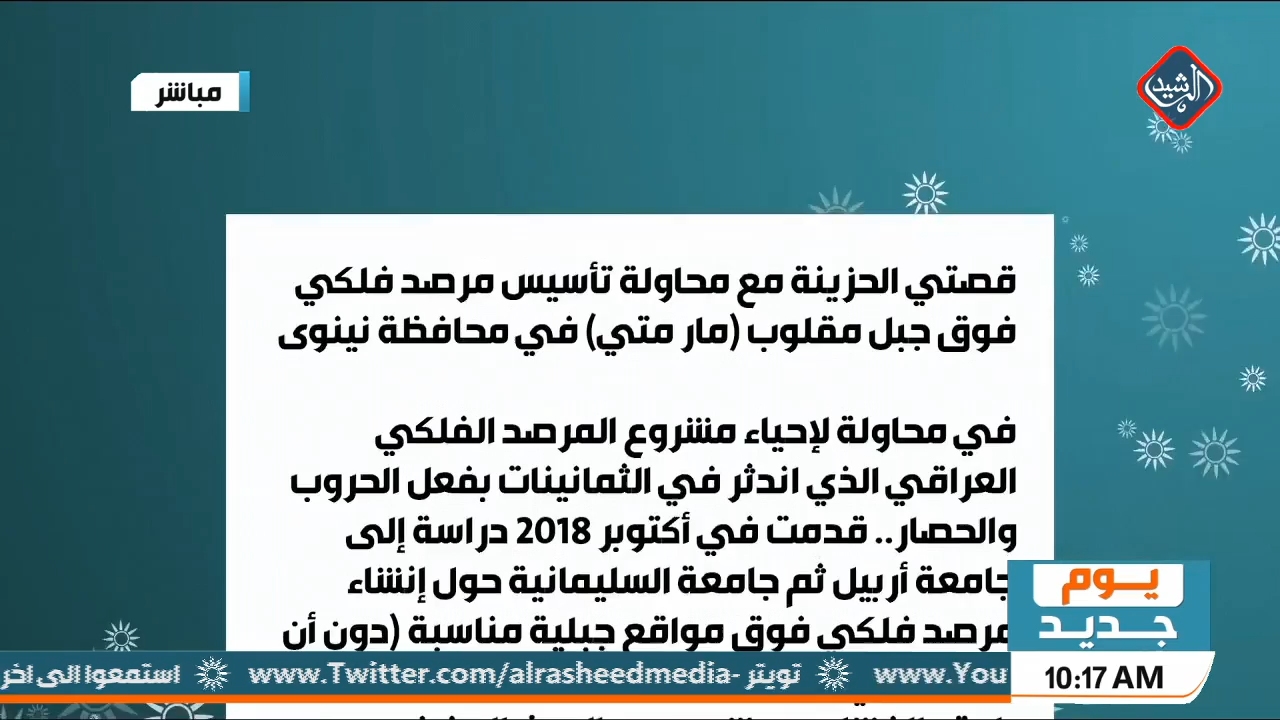 مباشر
الرشيد
قصتي الحزينة مع محاولة تأسيس مرصد فلكي
فوق جبل مقلوب (مار متي) في محافظة نينوى
في محاولة لإحياء مشروع المرصد الفلكي
العراقي الذي اندثر في الثمانينات بفعل الحروب
والحصار.. قدمت في أكتوبر 2018 دراسة إلى
جامعة أربيل ثم جامعة السليمانية حول إنشاء
مرصد فلكي فوق مواقع جبلية مناسبة (دون أن
يوم
جديد
10:17 AM
www.You تويتر -www.Twitter.com/alrasheedmedia استمعوا الى اخر